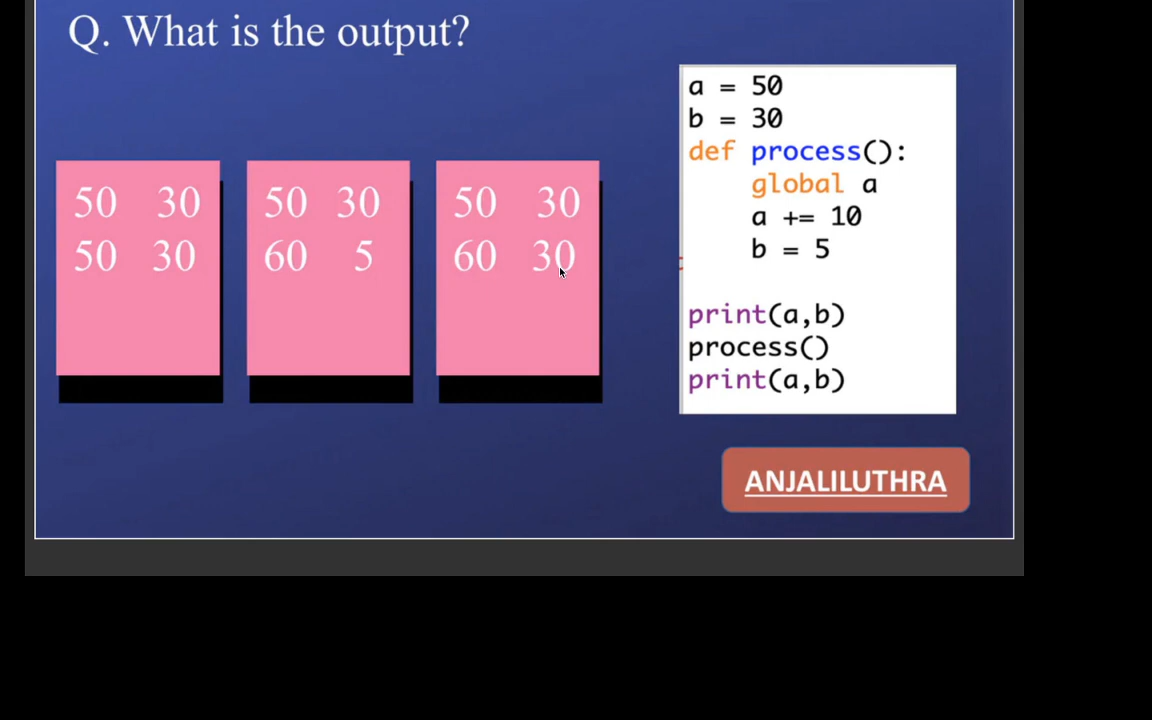 Q. What is the output?
50 30
50 30
50 30
60 5
50 30
60 30
a = 50
b = 30
def process():
    global a
    a += 10
    b = 5
print(a,b)
process()
print(a,b)
ANJALILUTHRA